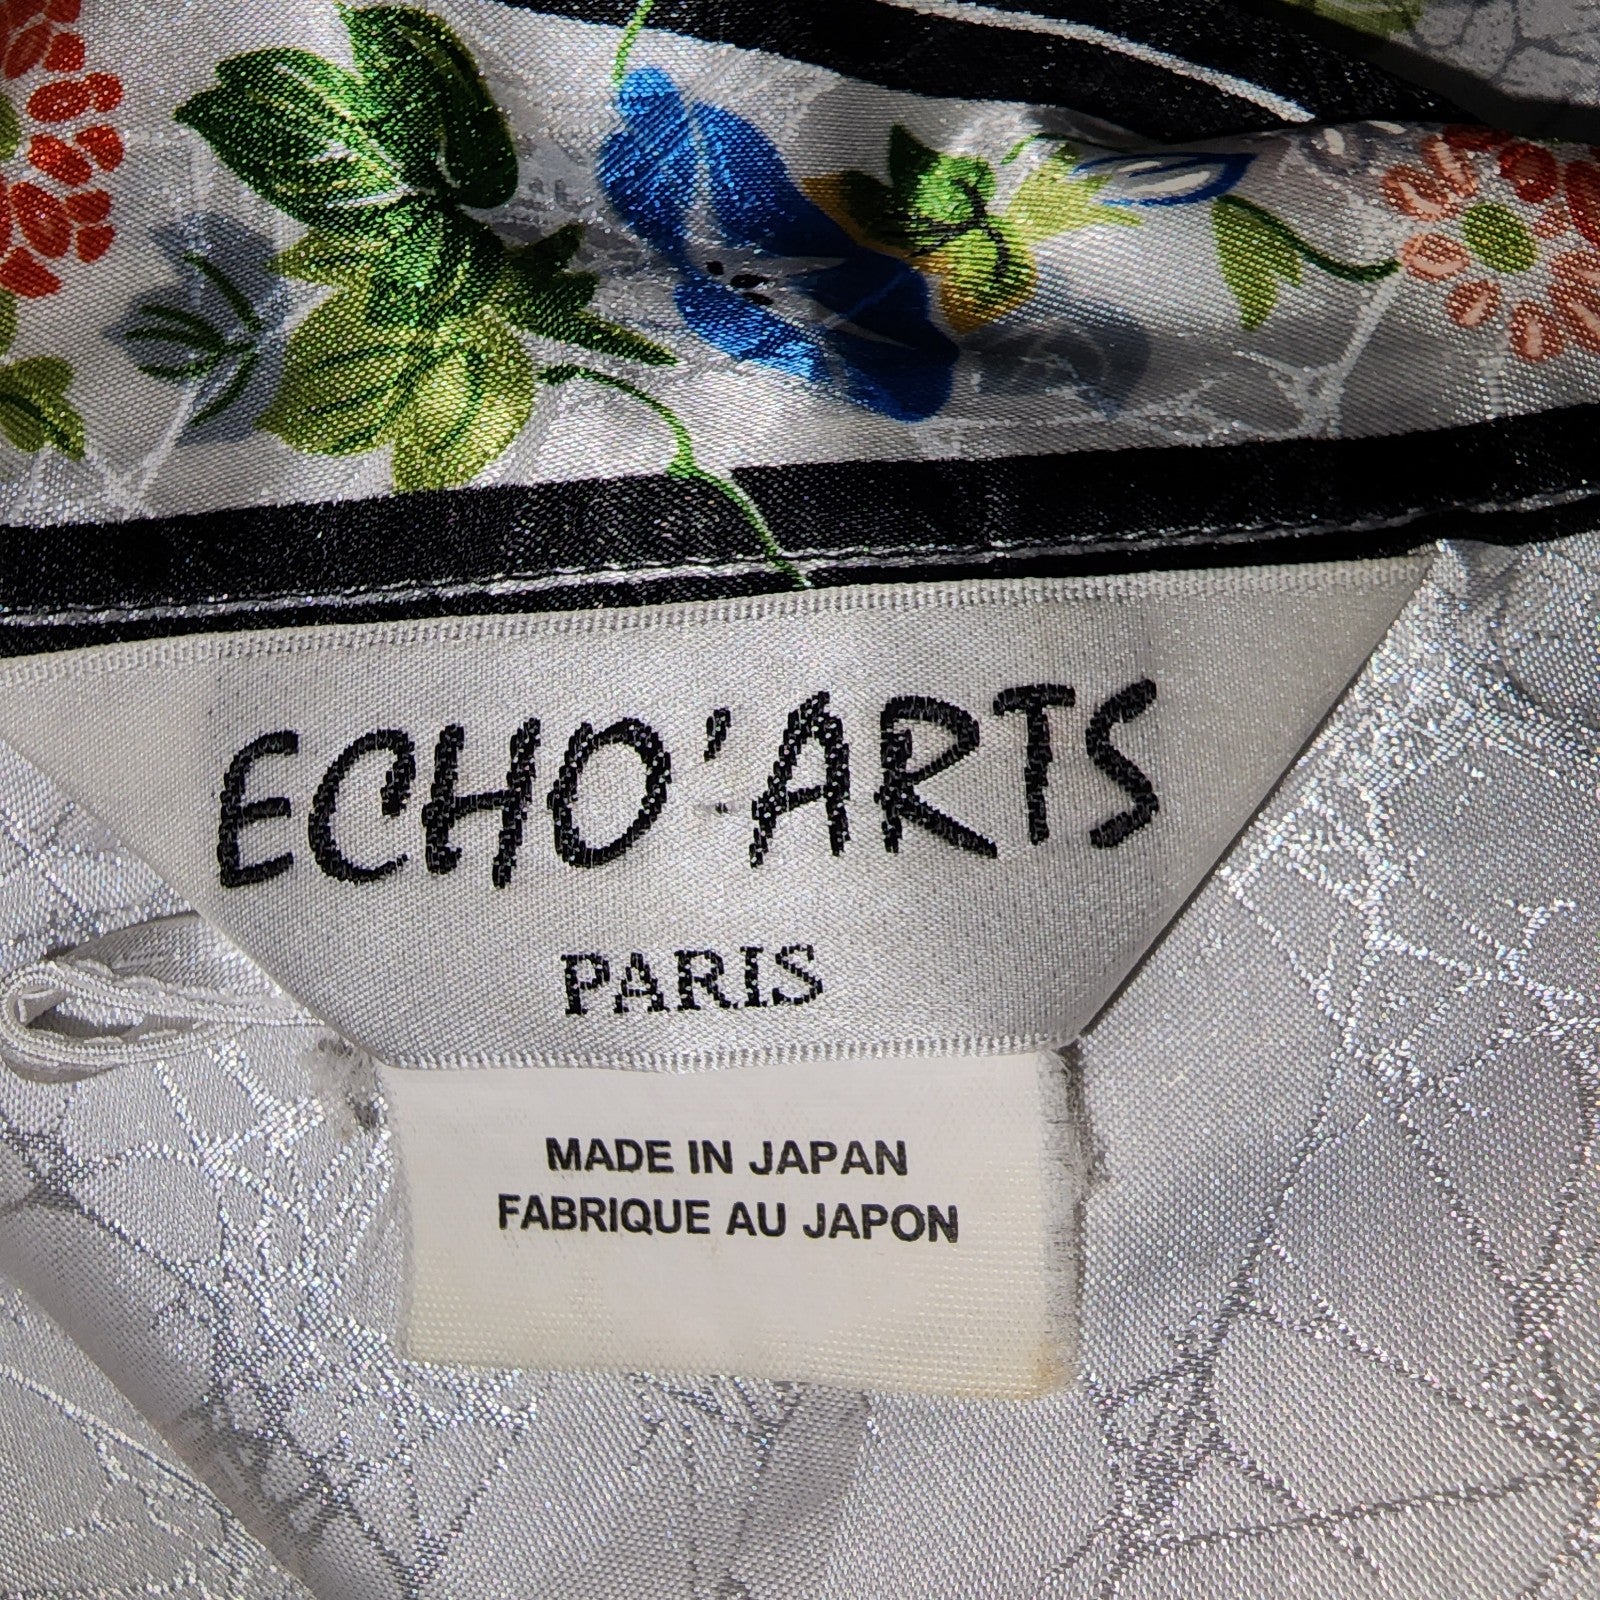 ECHO'ARTS
PARIS
MADE IN JAPAN
FABRIQUE AU JAPON